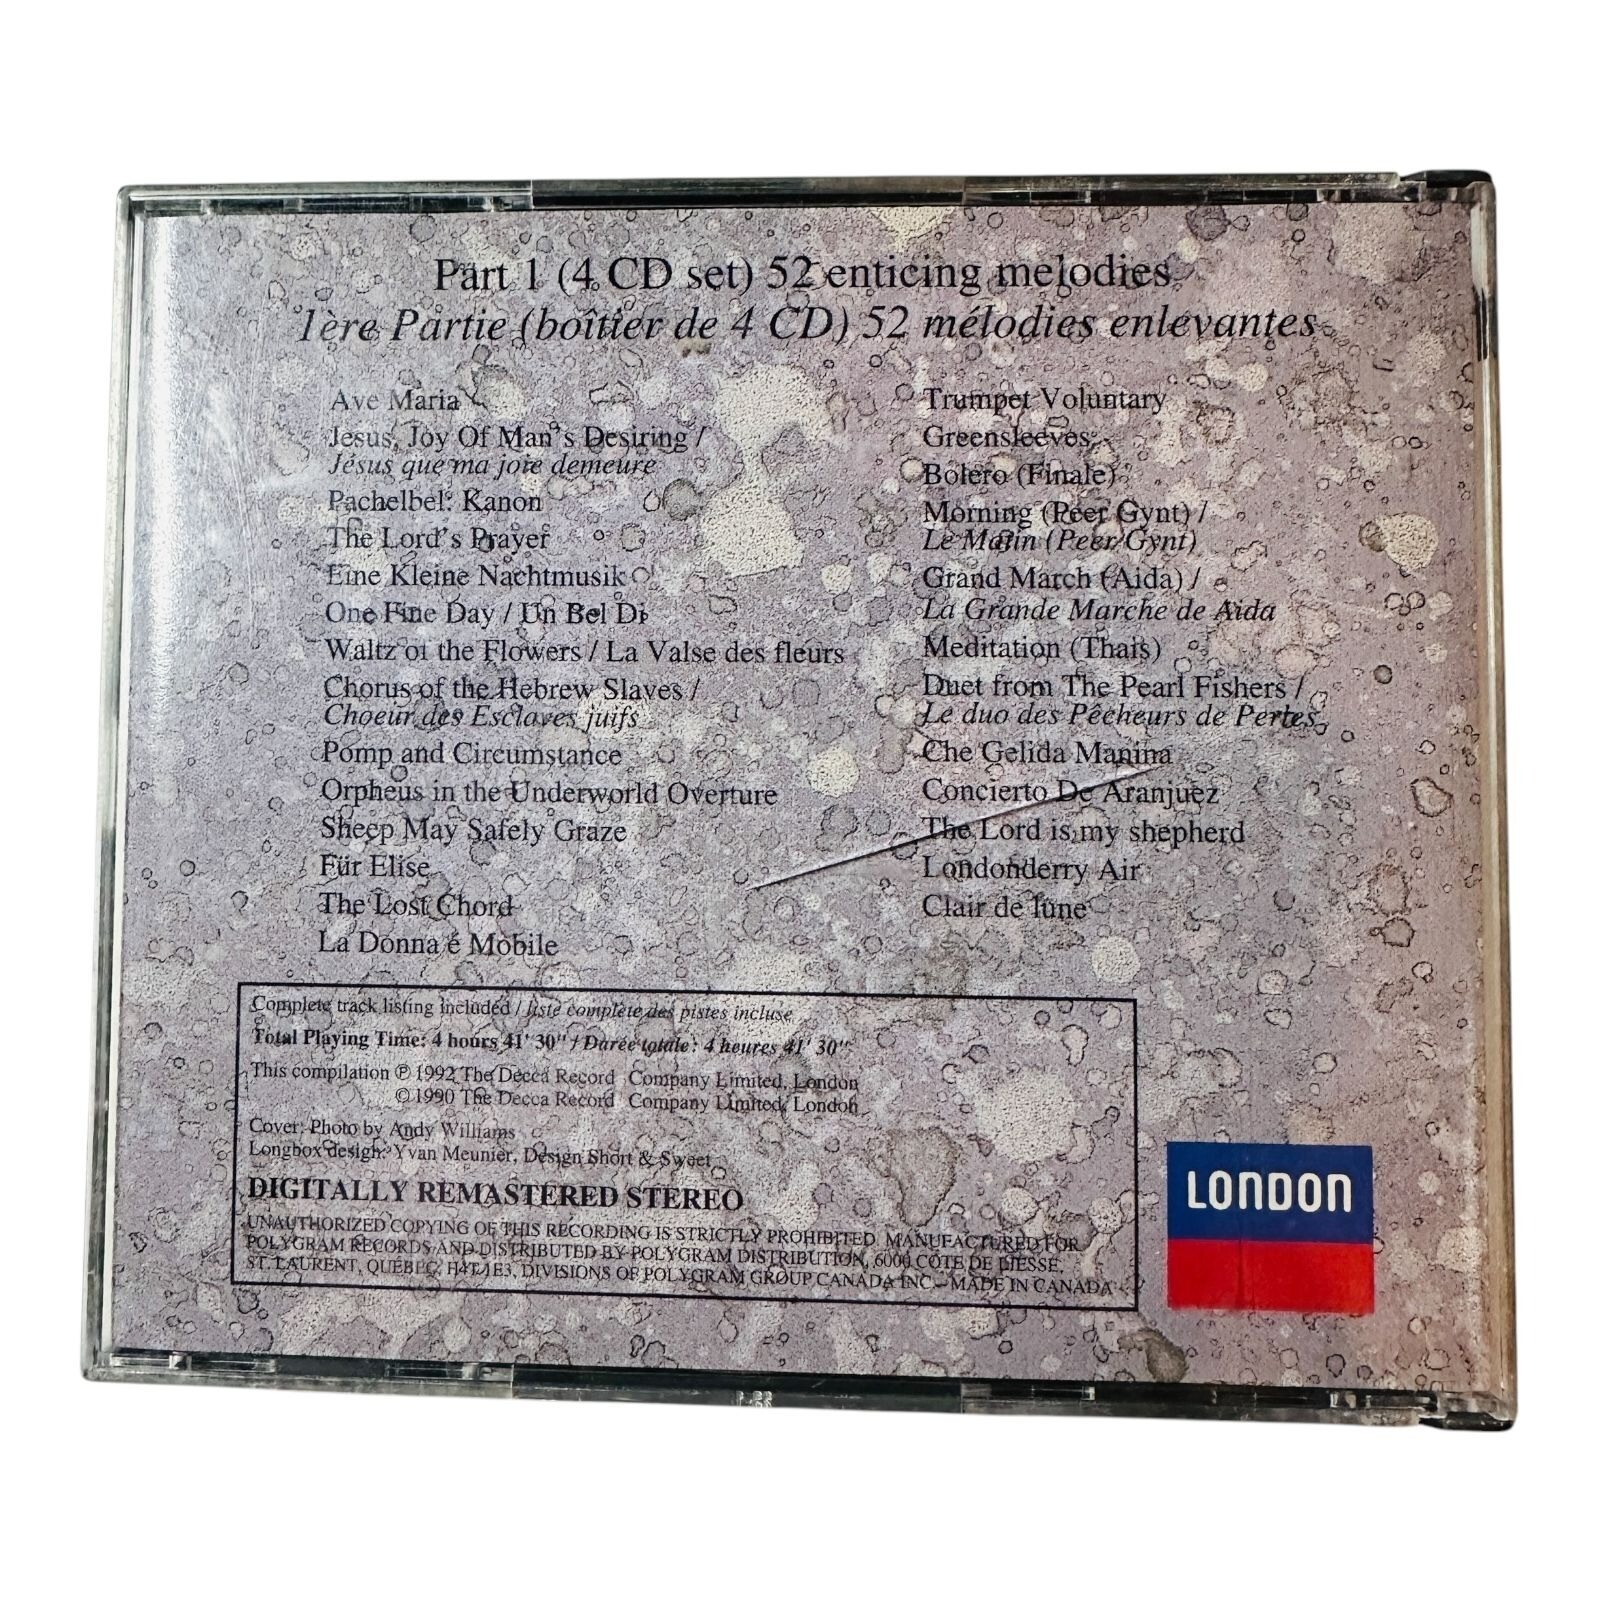 Part 1 (4 CD set) 52 enticing melodies
1ère Partie (boîtier de 4 CD) 52 mélodies enlevantes
Ave Maria
Jesus, Joy Of Man's Desiring /
Jésus que ma joie demeure
Pachelbel: Kanon
The Lord's Prayer
Eine Kleine Nachtmusik
One Fine Day / Un Bel Di
Waltz of the Flowers / La Valse des fleurs
Chorus of the Hebrew Slaves /
Choeur des Esclaves juifs
Pomp and Circumstance
Orpheus in the Underworld Overture
Sheep May Safely Graze
Für Elise
The Lost Chord
La Donna é Mobile
Trumpet Voluntary
Greensleeves
Bolero (Finale)
Morning (Peer Gynt) /
Le Matin (Peer Gynt)
Grand March (Aida) /
La Grande Marche de Aida
Meditation (Thaïs)
Duet from The Pearl Fishers /
Le duo des Pêcheurs de Perles
Che Gelida Manina
Concierto De Aranjuez
The Lord is my shepherd
Londonderry Air
Clair de lune
Complete track listing included / liste complète des pistes incluse
Total Playing Time: 4 hours 41' 30" / Durée totale : 4 heures 41' 30"
This compilation ℗ 1992 The Decca Record Company Limited, London
© 1990 The Decca Record Company Limited, London
Cover: Photo by Andy Williams
Longbox design: Yvan Meunier, Design Short & Sweet
DIGITALLY REMASTERED STEREO
UNAUTHORIZED COPYING OF THIS RECORDING IS STRICTLY PROHIBITED. MANUFACTURED FOR
POLYGRAM RECORDS AND DISTRIBUTED BY POLYGRAM DISTRIBUTION, 6000 CÔTE DE LIESSE,
ST. LAURENT, QUÉBEC, H4T 1E3, DIVISIONS OF POLYGRAM GROUP CANADA INC. – MADE IN CANADA
LONDON